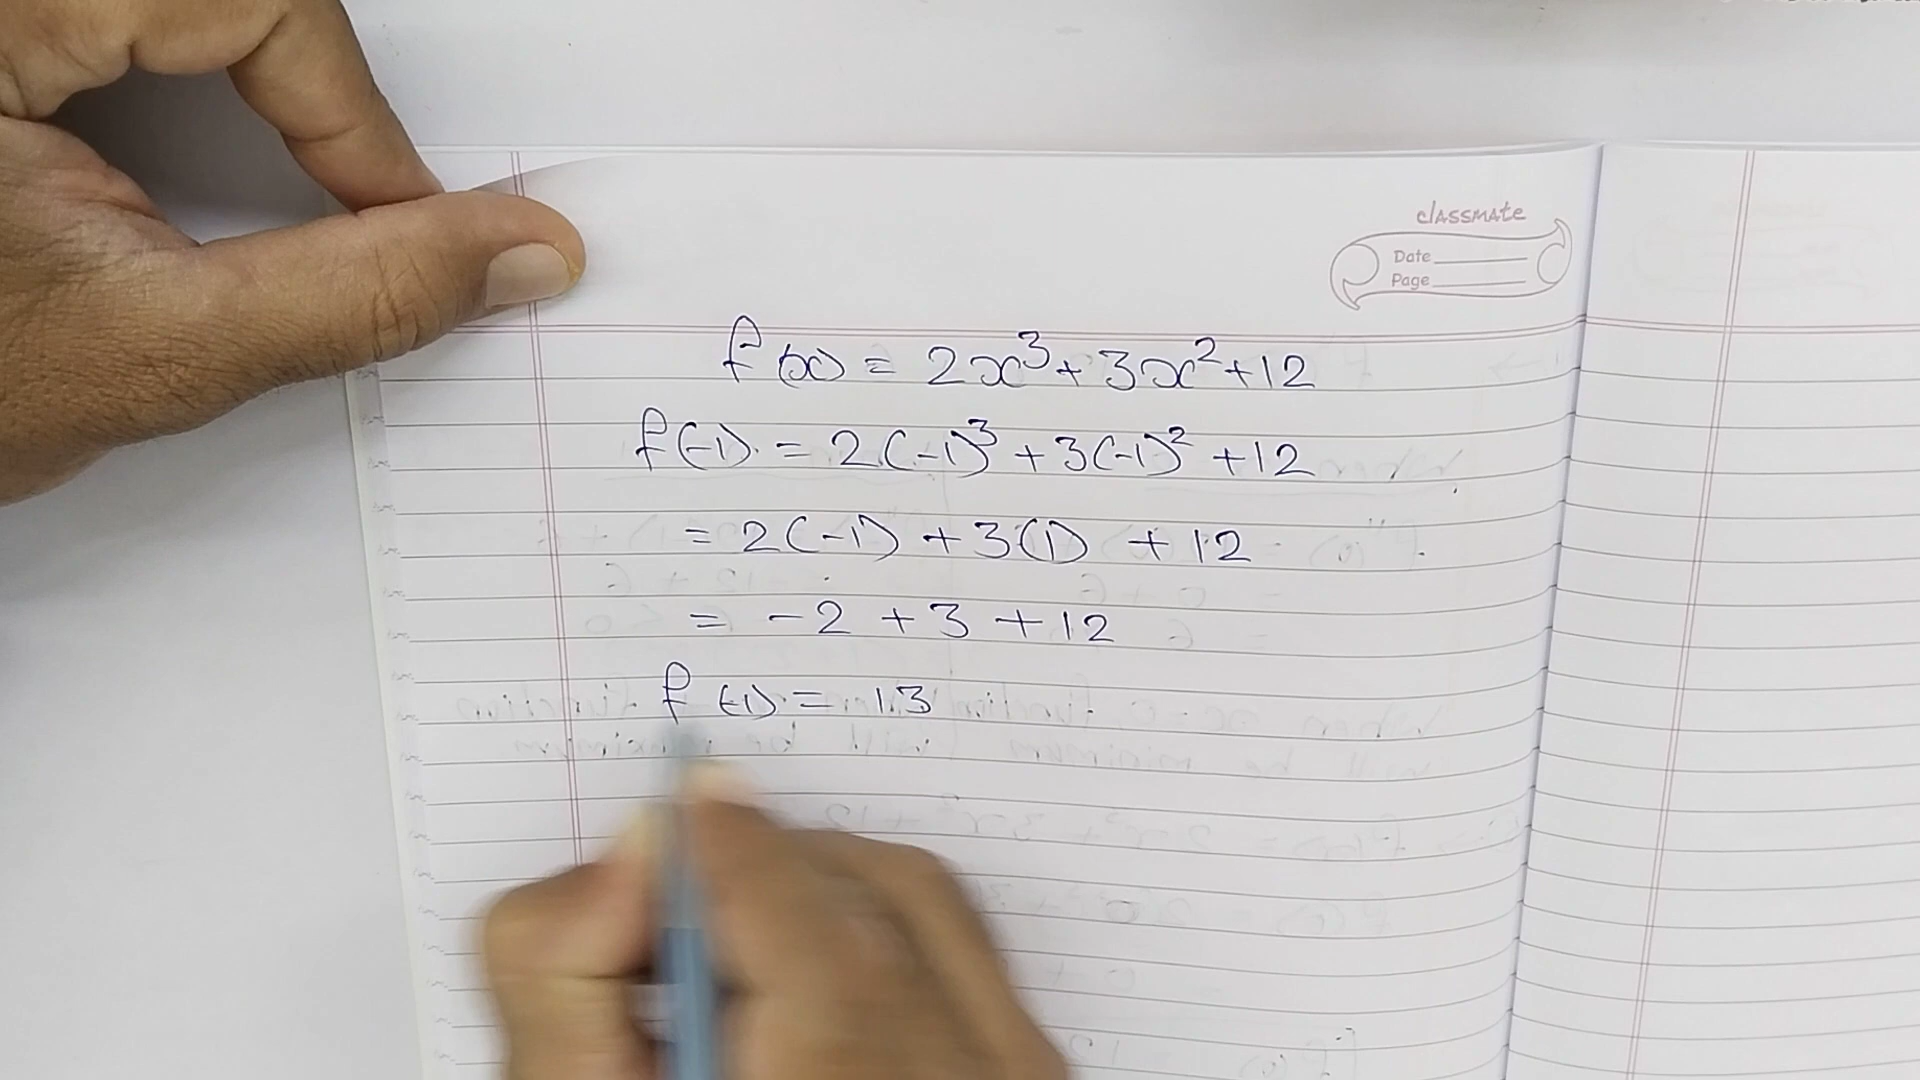 classmate
Date
Page
f(x) = 2x³ + 3x² + 12
f(-1) = 2(-1)³ + 3(-1)² + 12
= 2(-1) + 3(1) + 12
= -2 + 3 + 12
f(-1) = 13